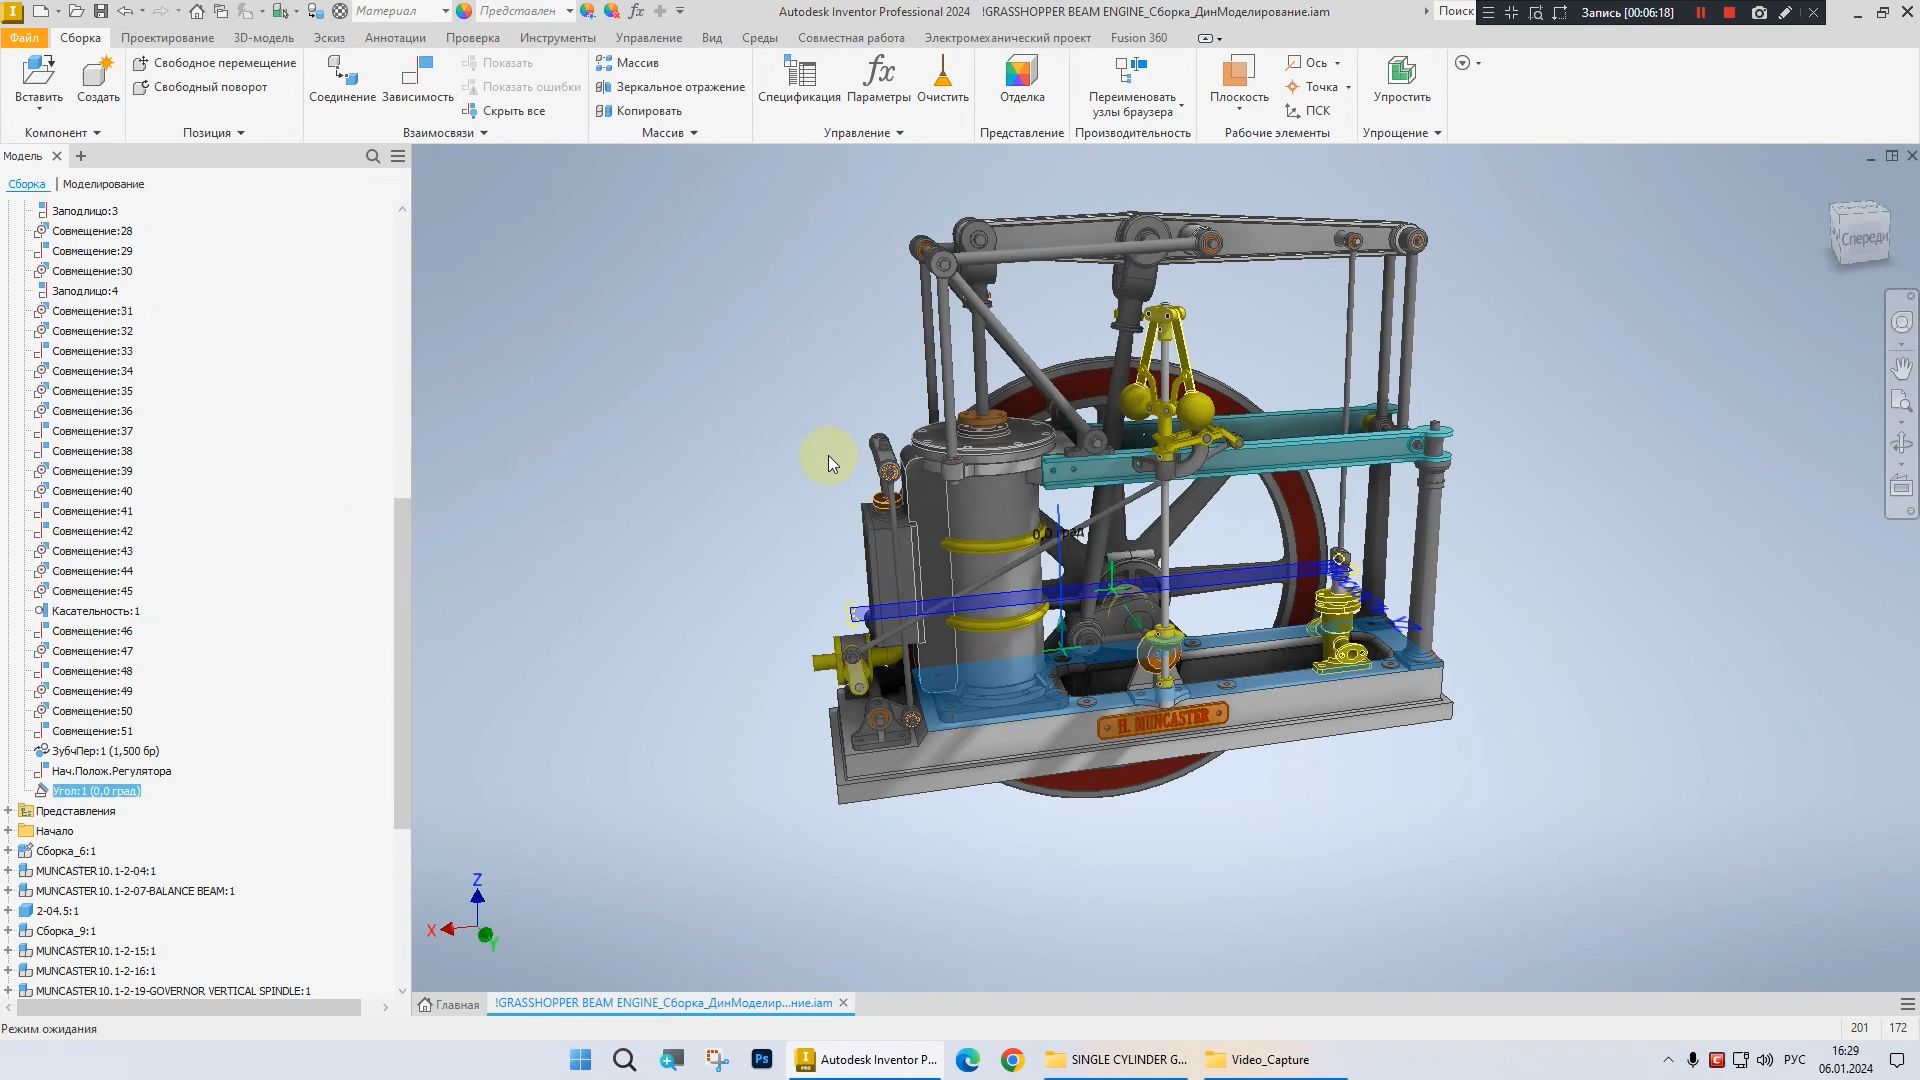 Материал
Представлен
Autodesk Inventor Professional 2024
!GRASSHOPPER BEAM ENGINE_Сборка_ДинМоделирование.iam
Поиск
Запись [00:06:18]
Файл
Сборка
Проектирование
3D-модель
Эскиз
Аннотации
Проверка
Инструменты
Управление
Вид
Среды
Совместная работа
Электромеханический проект
Fusion 360
Вставить
Создать
Свободное перемещение
Свободный поворот
Соединение
Зависимость
Показать
Показать ошибки
Скрыть все
Массив
Зеркальное отражение
Копировать
Спецификация
Параметры
Очистить
Отделка
Переименовать
узлы браузера
Плоскость
Ось
Точка
ПСК
Упростить
Компонент
Позиция
Взаимосвязи
Массив
Управление
Представление
Производительность
Рабочие элементы
Упрощение
Модель
Сборка
Моделирование
Заподлицо:3
Совмещение:28
Совмещение:29
Совмещение:30
Заподлицо:4
Совмещение:31
Совмещение:32
Совмещение:33
Совмещение:34
Совмещение:35
Совмещение:36
Совмещение:37
Совмещение:38
Совмещение:39
Совмещение:40
Совмещение:41
Совмещение:42
Совмещение:43
Совмещение:44
Совмещение:45
Касательность:1
Совмещение:46
Совмещение:47
Совмещение:48
Совмещение:49
Совмещение:50
Совмещение:51
ЗубчПер:1 (1,500 бр)
Нач.Полож.Регулятора
Угол:1 (0,0 град)
Представления
Начало
Сборка_6:1
MUNCASTER10.1-2-04:1
MUNCASTER10.1-2-07-BALANCE BEAM:1
2-04.5:1
Сборка_9:1
MUNCASTER10.1-2-15:1
MUNCASTER10.1-2-16:1
MUNCASTER10.1-2-19-GOVERNOR VERTICAL SPINDLE:1
Спереди
0,0 град
H. MUNCASTER
Z
X
Y
Главная
!GRASSHOPPER BEAM ENGINE_Сборка_ДинМоделир...ние.iam
Режим ожидания
201
172
Autodesk Inventor P...
SINGLE CYLINDER G...
Video_Capture
РУС
16:29
06.01.2024